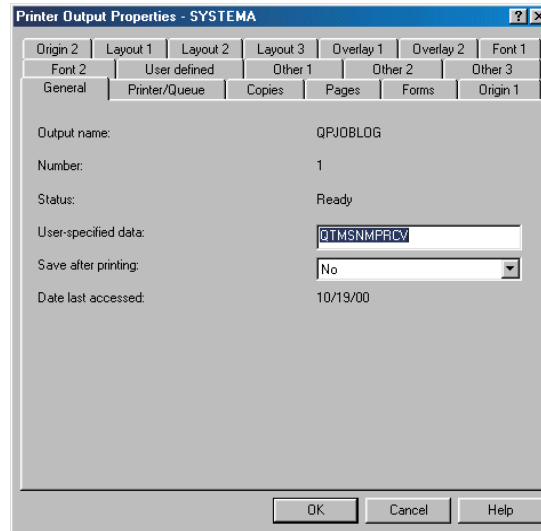 Printer Output Properties - SYSTEMA
Origin 2 Layout 1 Layout 2 Layout 3 Overlay 1 Overlay 2 Font 1
Font 2 User defined Other 1 Other 2 Other 3
General Printer/Queue Copies Pages Forms Origin 1
Output name: QPJOBLOG
Number: 1
Status: Ready
User-specified data: QTMSNMPRCV
Save after printing: No
Date last accessed: 10/19/00
OK Cancel Help